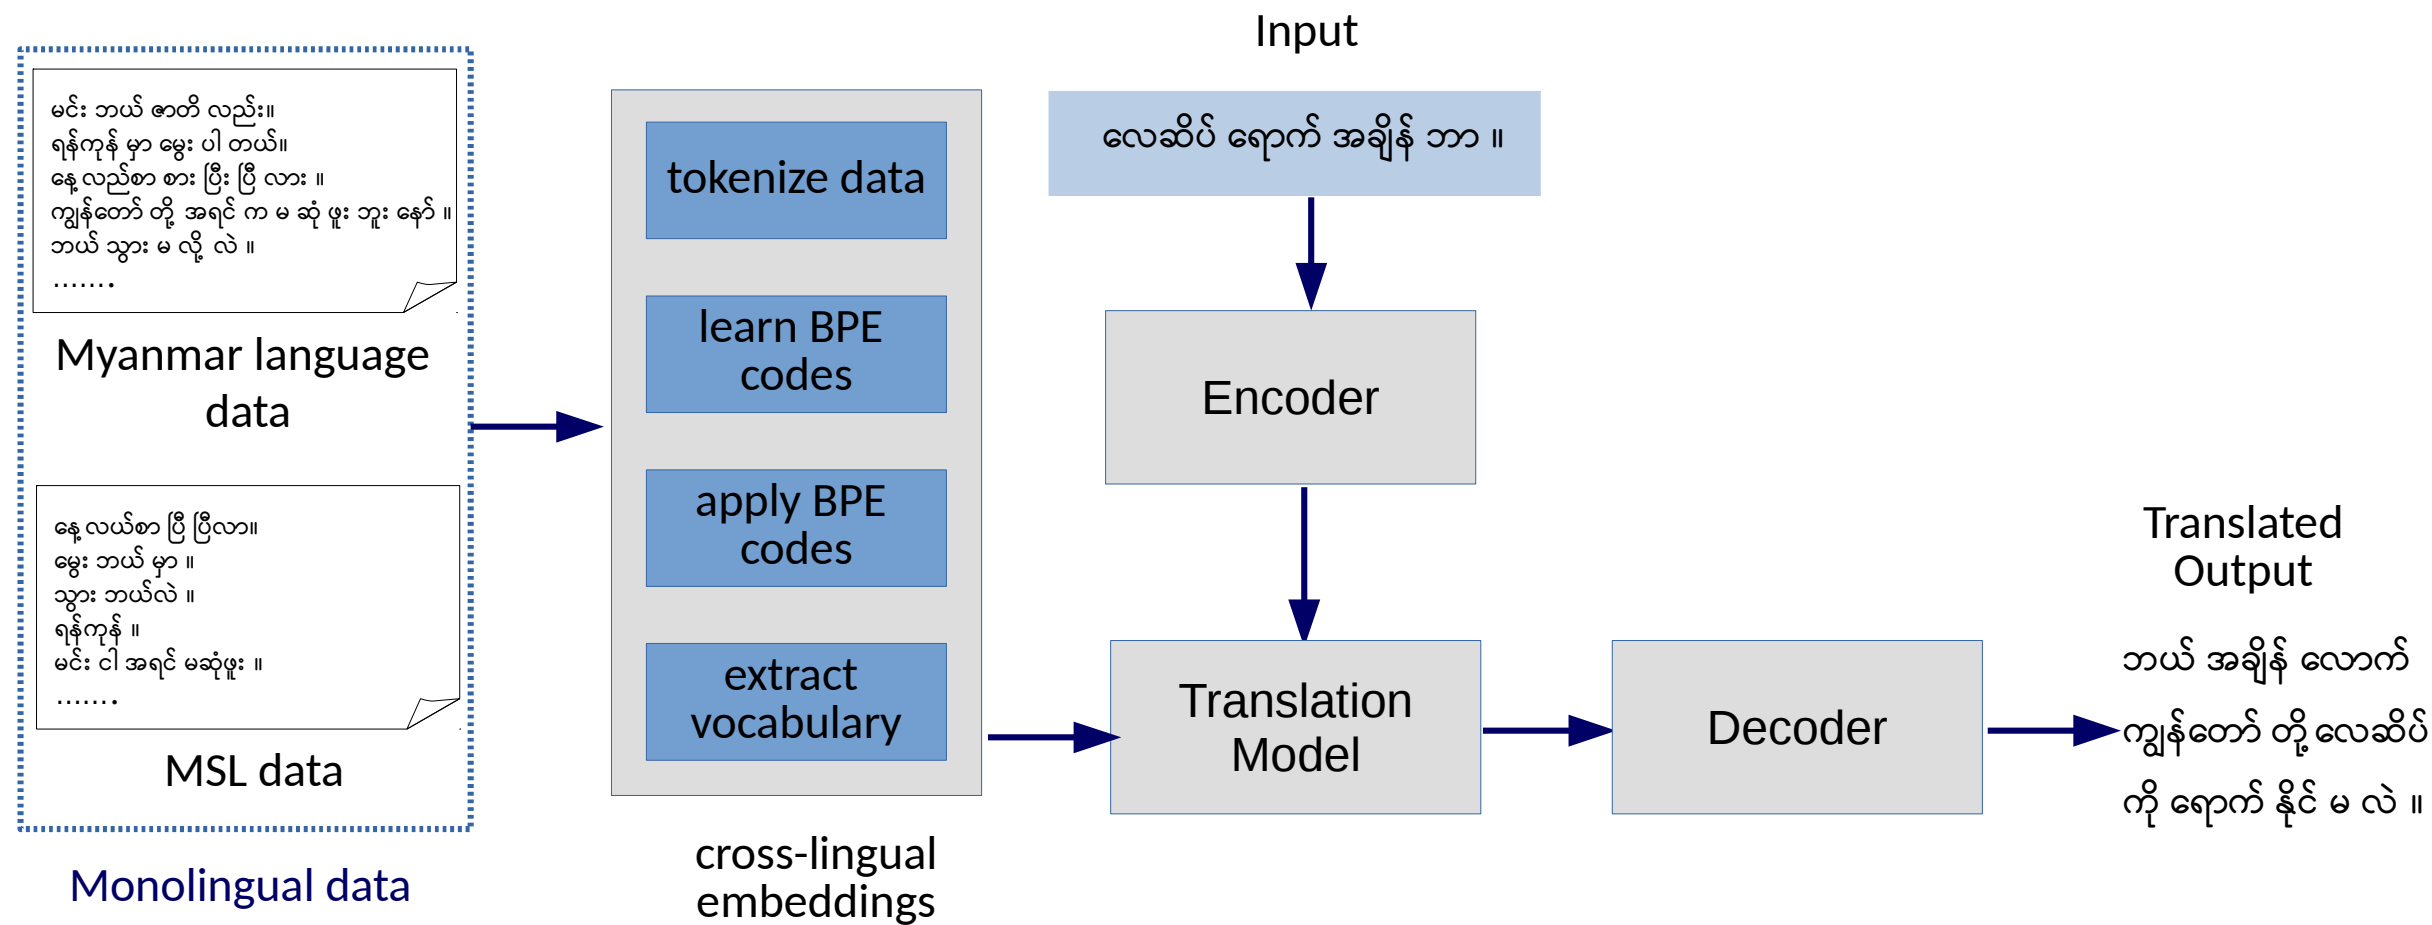 မင်း ဘယ် ဇာတိ လည်း။
ရန်ကုန် မှာ မွေး ပါ တယ်။
နေ့လည်စာ စား ပြီး ပြီ လား ။
ကျွန်တော် တို့ အရင် က မ ဆုံ ဖူး ဘူး နော် ။
ဘယ် သွား မ လို့ လဲ ။
.......
Myanmar language
data
နေ့လယ်စာ ပြီ ပြီလာ။
မွေး ဘယ် မှာ ။
သွား ဘယ်လဲ ။
ရန်ကုန် ။
မင်း ငါ အရင် မဆုံဖူး ။
.......
MSL data
Monolingual data
tokenize data
learn BPE
codes
apply BPE
codes
extract
vocabulary
cross-lingual
embeddings
Input
လေဆိပ် ရောက် အချိန် ဘာ ။
Encoder
Translation
Model
Decoder
Translated
Output
ဘယ် အချိန် လောက်
ကျွန်တော် တို့ လေဆိပ်
ကို ရောက် နိုင် မ လဲ ။